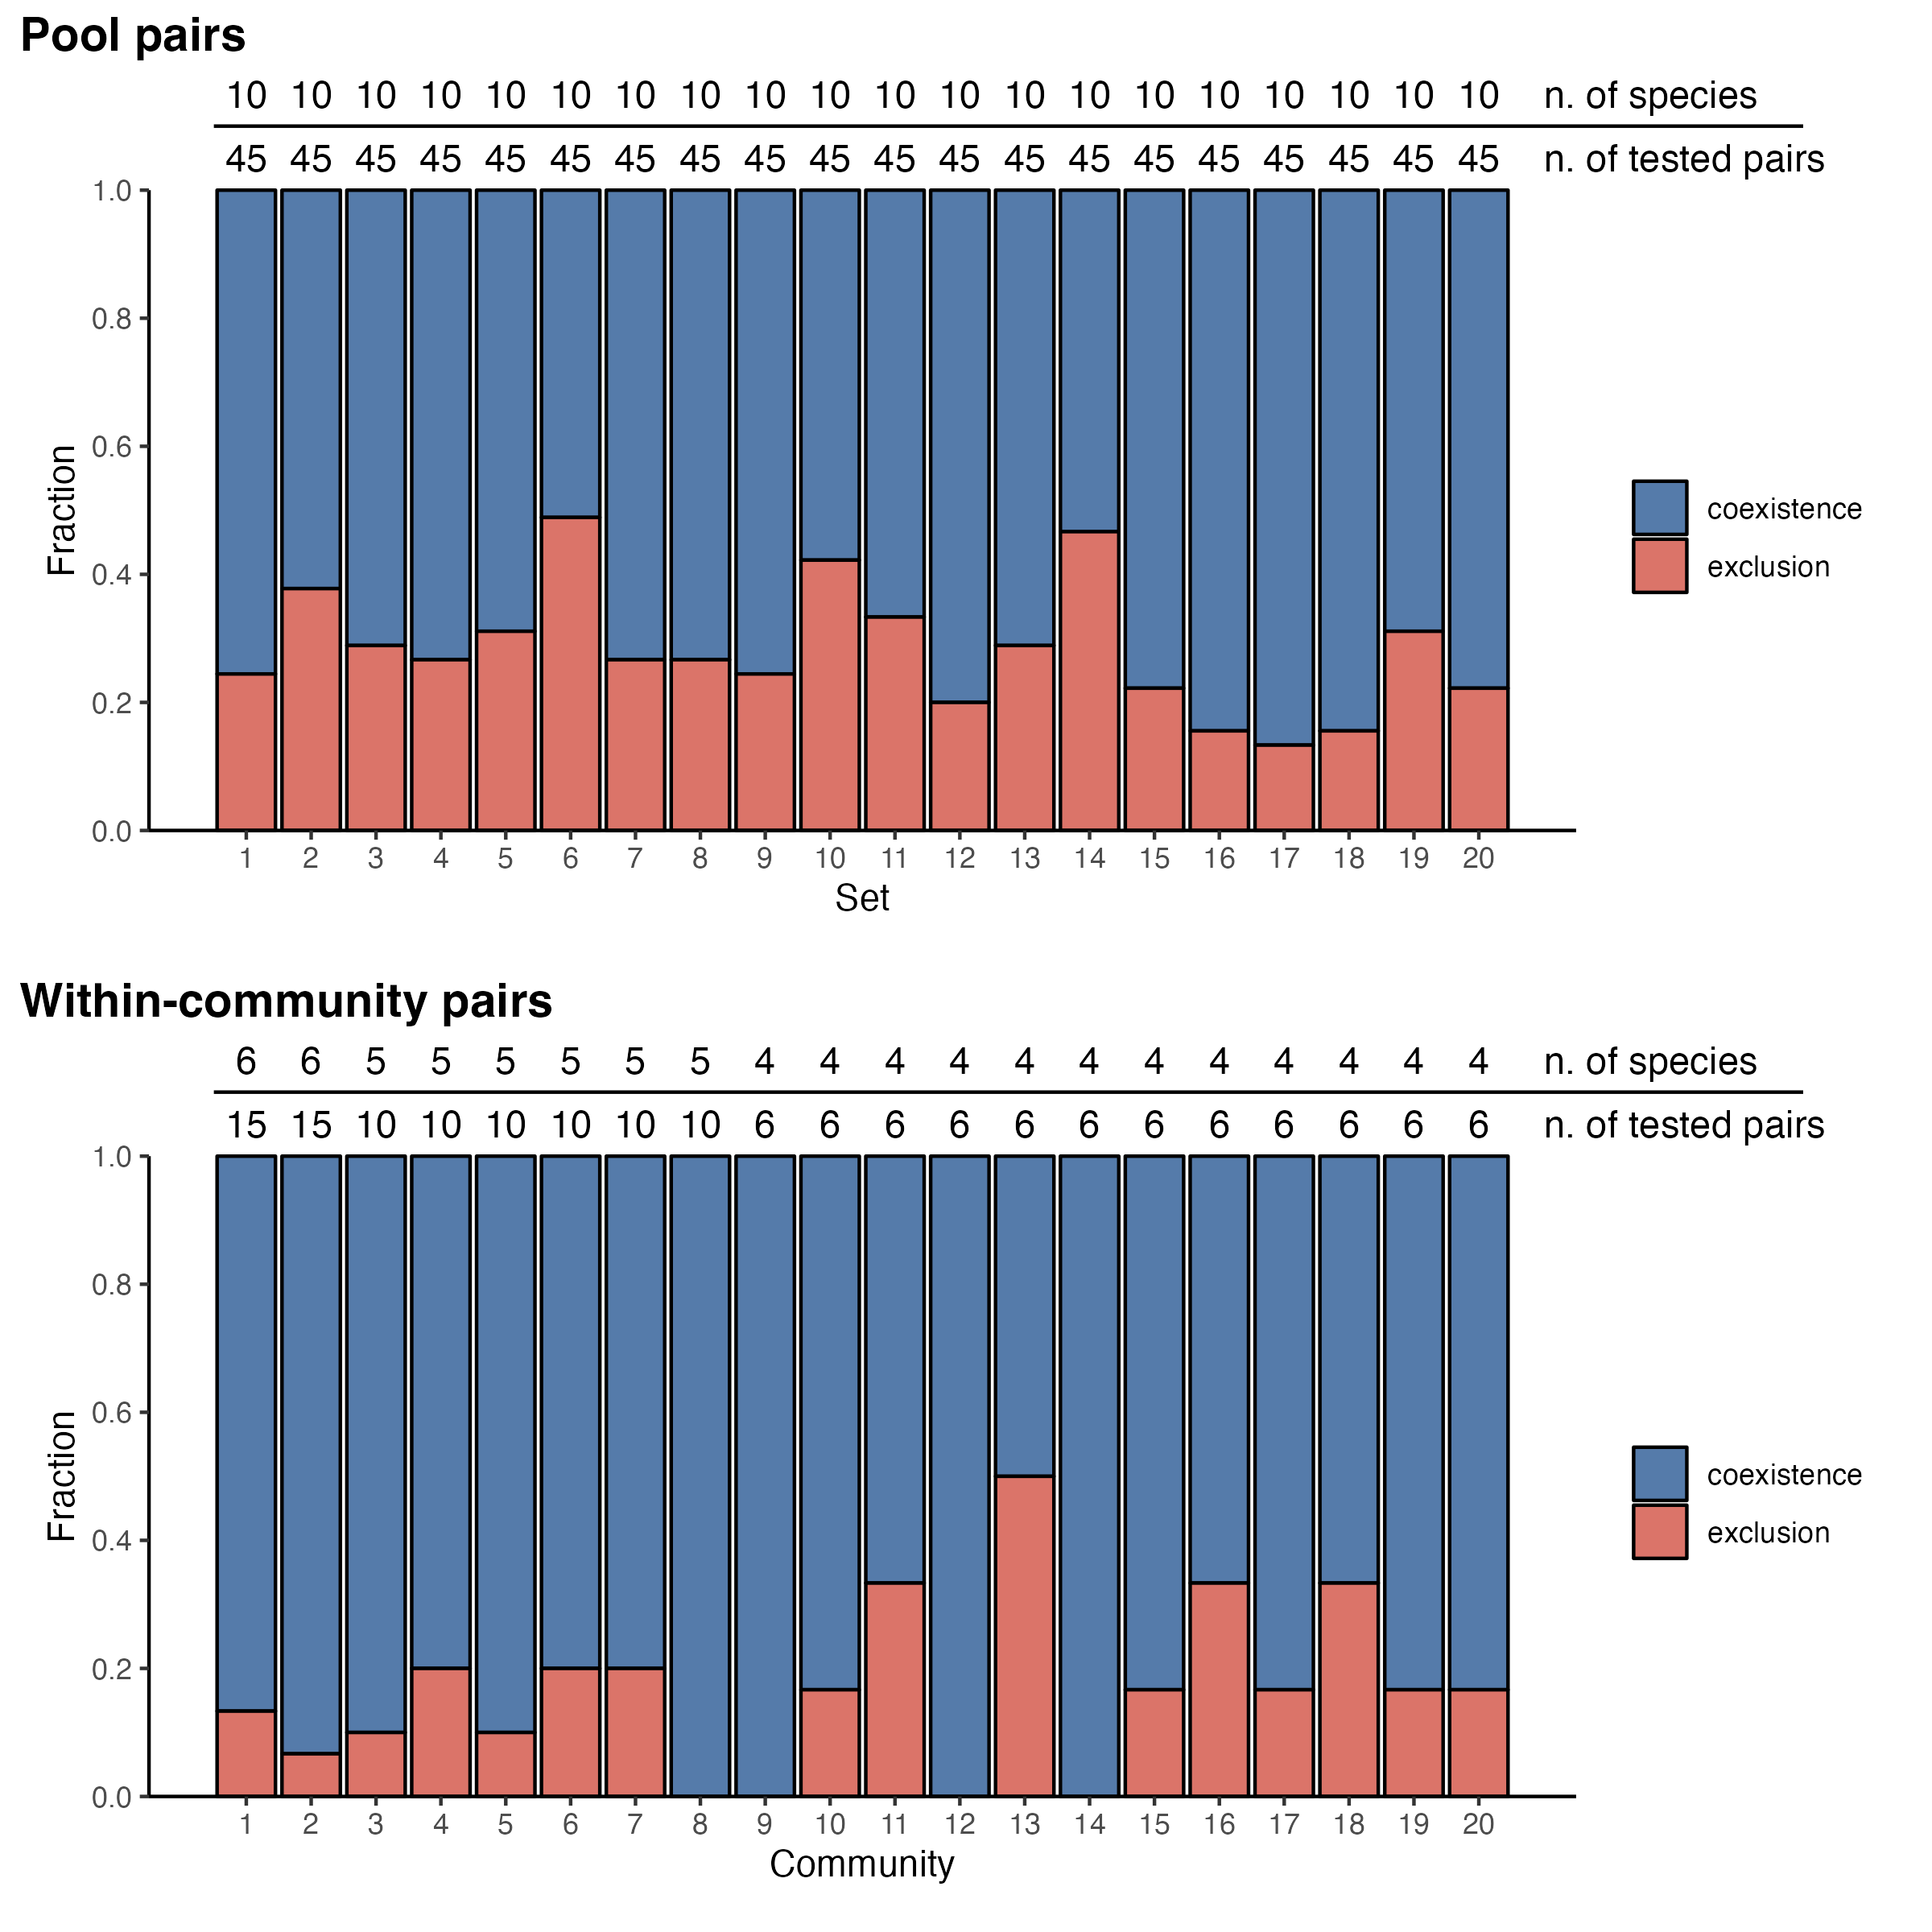 Pool pairs
10 10 10 10 10 10 10 10 10 10 10 10 10 10 10 10 10 10 10 10 n. of species
45 45 45 45 45 45 45 45 45 45 45 45 45 45 45 45 45 45 45 45 n. of tested pairs
1.0
0.8
0.6
0.4
0.2
0.0
Fraction
coexistence
exclusion
1 2 3 4 5 6 7 8 9 10 11 12 13 14 15 16 17 18 19 20
Set
Within-community pairs
6 6 5 5 5 5 5 5 4 4 4 4 4 4 4 4 4 4 4 4 n. of species
15 15 10 10 10 10 10 10 6 6 6 6 6 6 6 6 6 6 6 6 n. of tested pairs
1.0
0.8
0.6
0.4
0.2
0.0
Fraction
coexistence
exclusion
1 2 3 4 5 6 7 8 9 10 11 12 13 14 15 16 17 18 19 20
Community